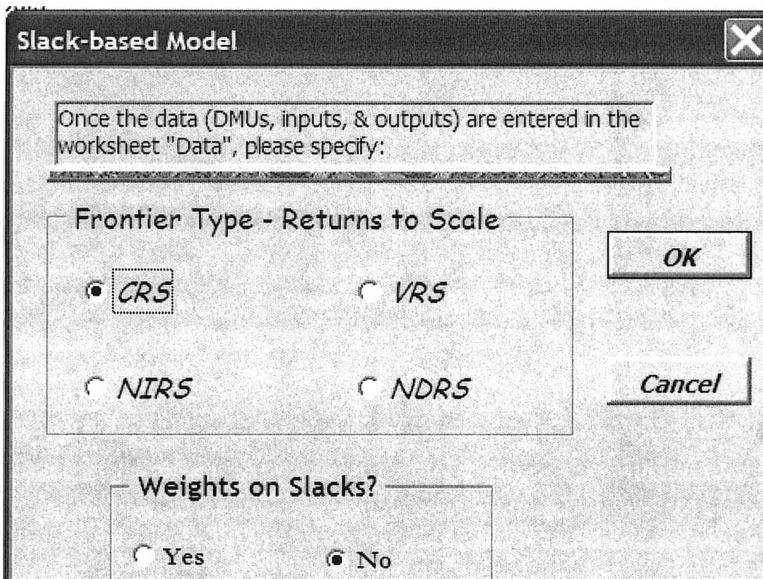 Slack-based Model
Once the data (DMUs, inputs, & outputs) are entered in the
worksheet "Data", please specify:
Frontier Type - Returns to Scale
CRS VRS
OK
NIRS NDRS
Cancel
Weights on Slacks?
Yes No